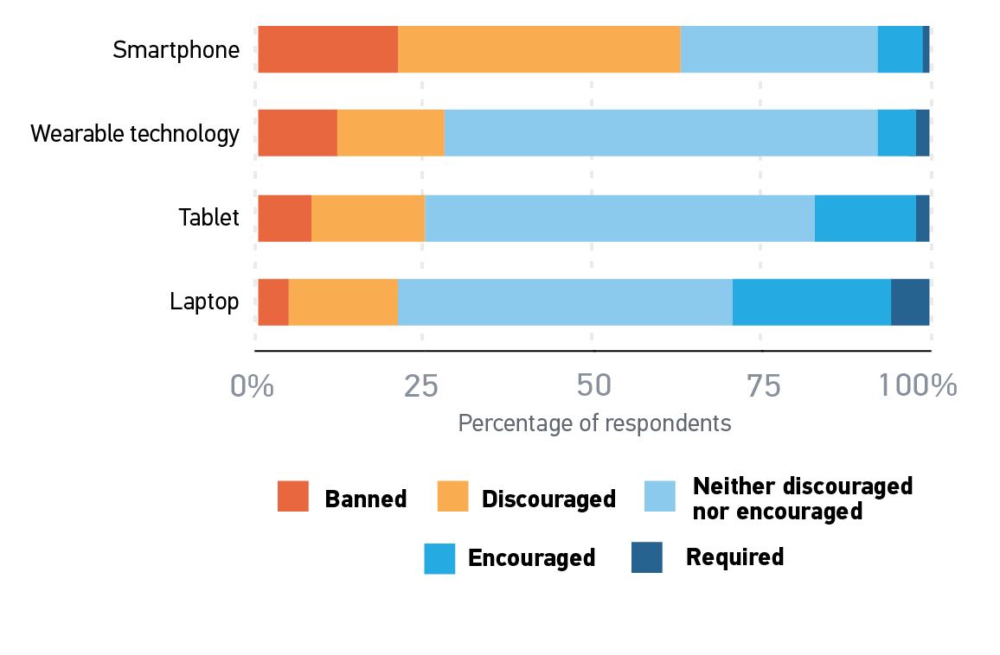 Smartphone
Wearable technology
Tablet
Laptop
0% 25 50 75 100%
Percentage of respondents
Banned Discouraged Neither discouraged
nor encouraged
Encouraged Required